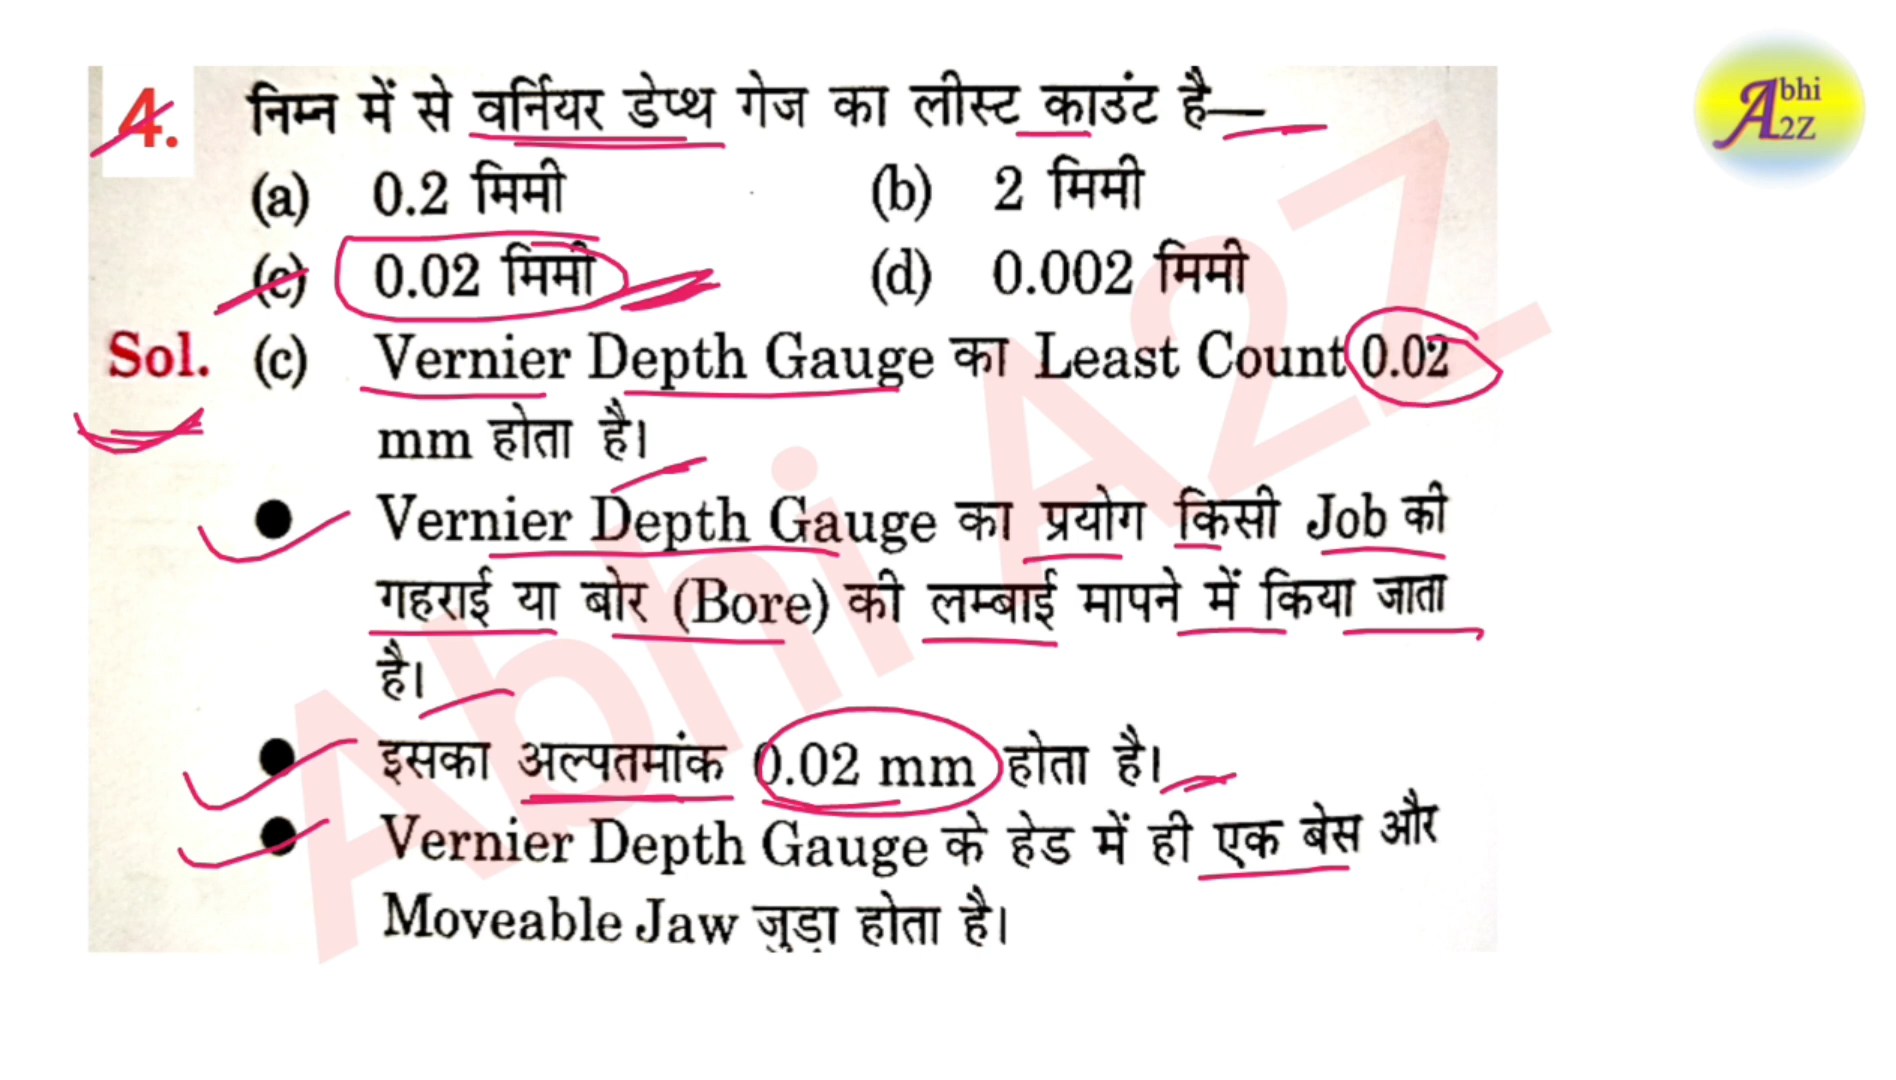 Abhi
A2Z
4. निम्न में से वर्नियर डेप्थ गेज का लीस्ट काउंट है—
(a) 0.2 मिमी (b) 2 मिमी
(c) 0.02 मिमी (d) 0.002 मिमी
Sol. (c) Vernier Depth Gauge का Least Count 0.02
mm होता है।
● Vernier Depth Gauge का प्रयोग किसी Job की
गहराई या बोर (Bore) की लम्बाई मापने में किया जाता
है।
● इसका अल्पतमांक 0.02 mm होता है।
● Vernier Depth Gauge के हेड में ही एक बेस और
Moveable Jaw जुड़ा होता है।
Abhi A2Z